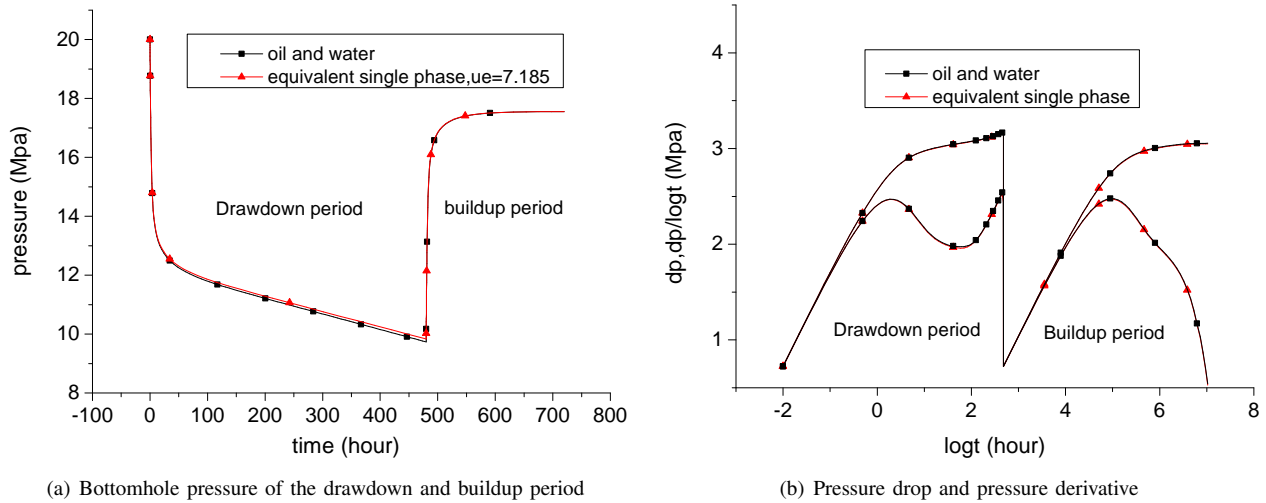 20
18
16
14
12
10
8
-100
0
100
200
300
400
500
600
700
800
pressure (Mpa)
time (hour)
oil and water
equivalent single phase,ue=7.185
Drawdown period
buildup period
(a) Bottomhole pressure of the drawdown and buildup period
4
3
2
1
-2
0
2
4
6
8
dp,dp/logt (Mpa)
logt (hour)
oil and water
equivalent single phase
Drawdown period
Buildup period
(b) Pressure drop and pressure derivative